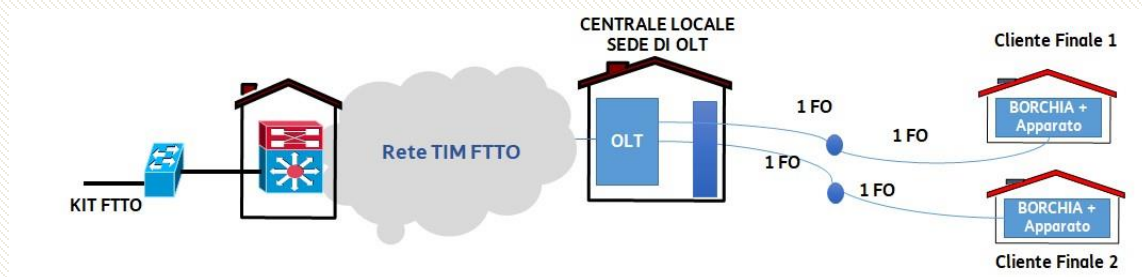 CENTRALE LOCALE
SEDE DI OLT
Cliente Finale 1
1 FO
BORCHIA +
Apparato
1 FO
OLT
Rete TIM FTTO
1 FO
1 FO
KIT FTTO
BORCHIA +
Apparato
Cliente Finale 2